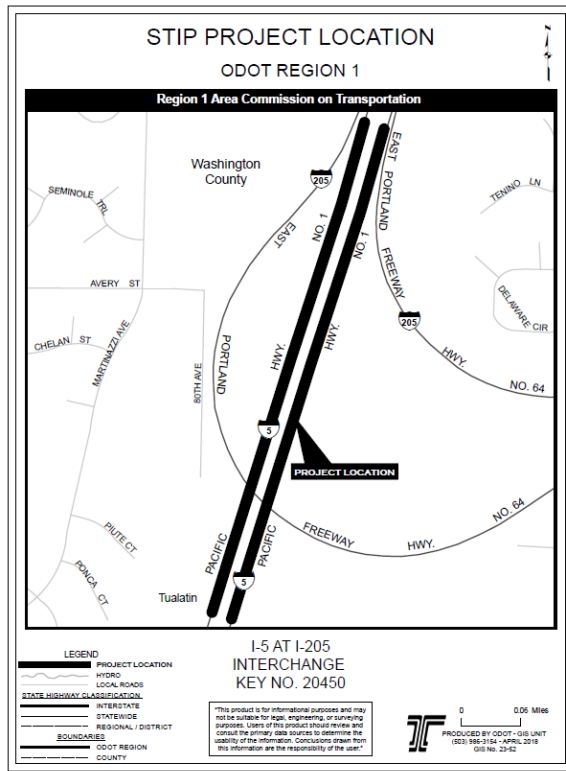 STIP PROJECT LOCATION
ODOT REGION 1
N
Region 1 Area Commission on Transportation
Washington
County
205
EAST
PORTLAND
FREEWAY
HWY.
NO. 64
EAST
PORTLAND
FREEWAY
205
HWY.
NO. 64
NO. 1
HWY.
PACIFIC
5
NO. 1
HWY.
PACIFIC
5
SEMINOLE TRL
AVERY ST
CHELAN ST
MARTINAZZI AVE
80TH AVE
TENINO LN
DELAWARE CIR
PROJECT LOCATION
PIUTE CT
PONCA CT
Tualatin
LEGEND
PROJECT LOCATION
HYDRO
LOCAL ROADS
STATE HIGHWAY CLASSIFICATION
INTERSTATE
STATEWIDE
REGIONAL / DISTRICT
BOUNDARIES
ODOT REGION
COUNTY
I-5 AT I-205
INTERCHANGE
KEY NO. 20450
"This product is for informational purposes and may
not be suitable for legal, engineering, or surveying
purposes. Users of this product should review and
consult the primary data sources to determine the
usability of the information. Conclusions drawn from
this information are the responsibility of the user."
0 0.06 Miles
PRODUCED BY ODOT - GIS UNIT
(503) 986-3154 - APRIL 2018
GIS No. 23-52